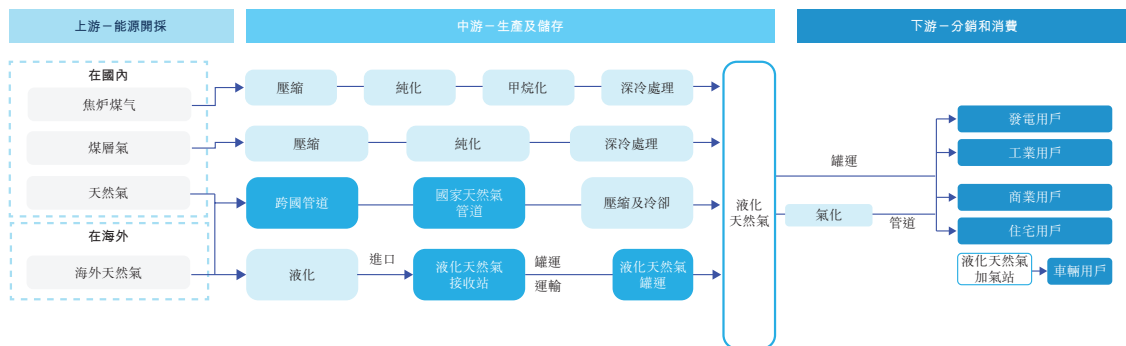 上游－能源開採
中游－生產及儲存
下游－分銷和消費
在國內
焦炉煤气
壓縮
純化
甲烷化
深冷處理
煤層氣
壓縮
純化
深冷處理
天然氣
跨國管道
國家天然氣
管道
壓縮及冷卻
在海外
海外天然氣
液化
進口
液化天然氣
接收站
罐運
運輸
液化天然氣
罐運
液化
天然氣
罐運
氣化
管道
發電用戶
工業用戶
商業用戶
住宅用戶
液化天然氣
加氣站
車輛用戶